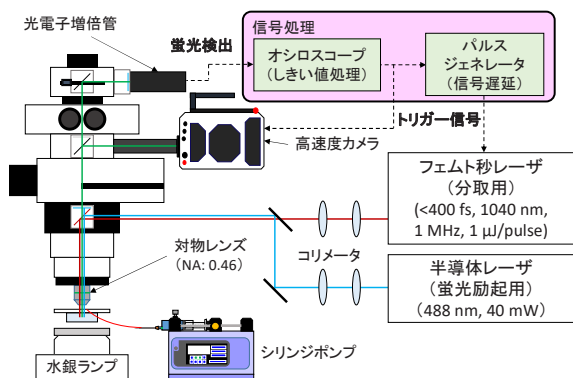 光電子増倍管
蛍光検出
信号処理
オシロスコープ
(しきい値処理)
パルス
ジェネレータ
(信号遅延)
トリガー信号
高速度カメラ
フェムト秒レーザ
(分取用)
(<400 fs, 1040 nm,
1 MHz, 1 µJ/pulse)
対物レンズ
(NA: 0.46)
コリメータ
半導体レーザ
(蛍光励起用)
(488 nm, 40 mW)
シリンジポンプ
水銀ランプ